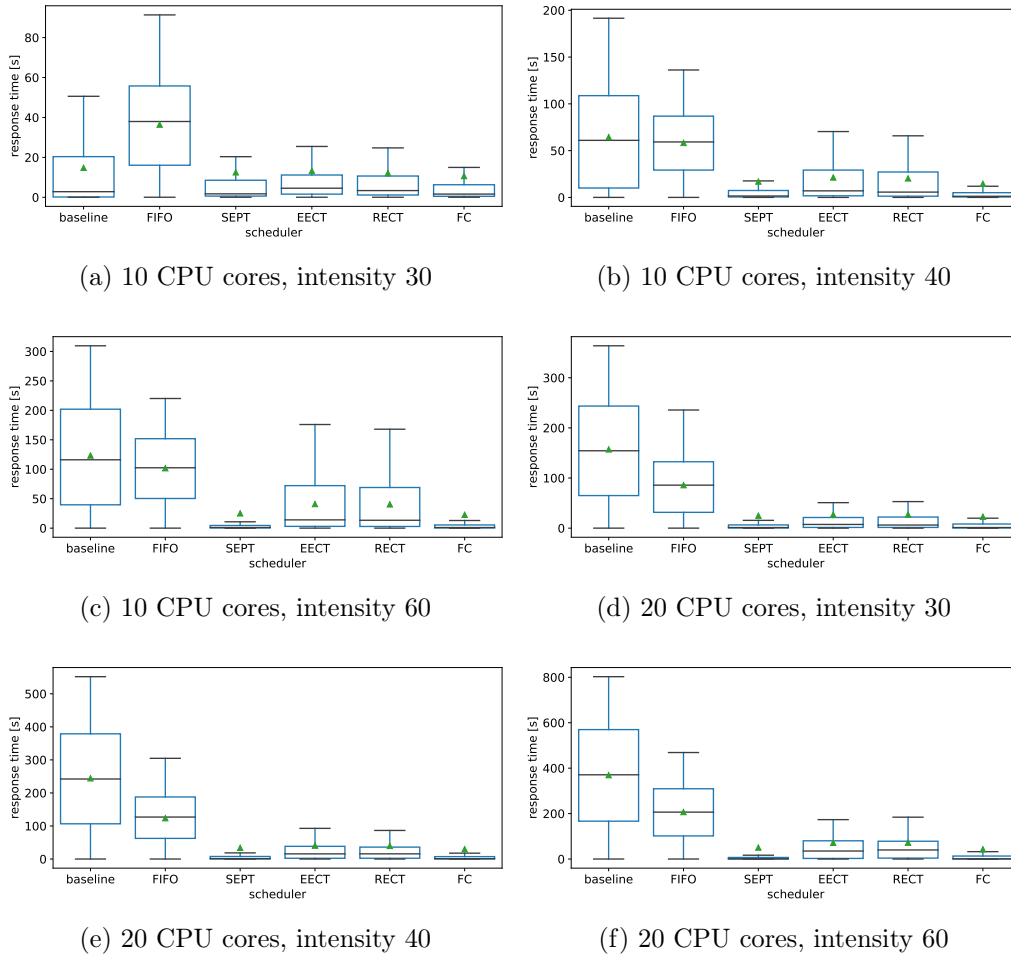 response time [s]
80
60
40
20
0
baseline FIFO SEPT EECT RECT FC
scheduler
(a) 10 CPU cores, intensity 30
response time [s]
200
150
100
50
0
baseline FIFO SEPT EECT RECT FC
scheduler
(b) 10 CPU cores, intensity 40
response time [s]
300
250
200
150
100
50
0
baseline FIFO SEPT EECT RECT FC
scheduler
(c) 10 CPU cores, intensity 60
response time [s]
300
200
100
0
baseline FIFO SEPT EECT RECT FC
scheduler
(d) 20 CPU cores, intensity 30
response time [s]
500
400
300
200
100
0
baseline FIFO SEPT EECT RECT FC
scheduler
(e) 20 CPU cores, intensity 40
response time [s]
800
600
400
200
0
baseline FIFO SEPT EECT RECT FC
scheduler
(f) 20 CPU cores, intensity 60